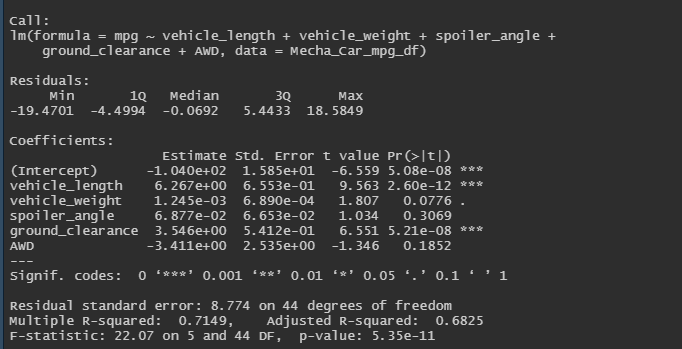 Call:
lm(formula = mpg ~ vehicle_length + vehicle_weight + spoiler_angle +
    ground_clearance + AWD, data = Mecha_Car_mpg_df)
Residuals:
     Min       1Q   Median       3Q      Max
-19.4701  -4.4994  -0.0692   5.4433  18.5849
Coefficients:
                   Estimate Std. Error t value Pr(>|t|)
(Intercept)      -1.040e+02  1.585e+01  -6.559 5.08e-08 ***
vehicle_length    6.267e+00  6.553e-01   9.563 2.60e-12 ***
vehicle_weight    1.245e-03  6.890e-04   1.807   0.0776 .
spoiler_angle     6.877e-02  6.653e-02   1.034   0.3069
ground_clearance  3.546e+00  5.412e-01   6.551 5.21e-08 ***
AWD              -3.411e+00  2.535e+00  -1.346   0.1852
---
Signif. codes:  0 ‘***’ 0.001 ‘**’ 0.01 ‘*’ 0.05 ‘.’ 0.1 ‘ ’ 1
Residual standard error: 8.774 on 44 degrees of freedom
Multiple R-squared:  0.7149,    Adjusted R-squared:  0.6825
F-statistic: 22.07 on 5 and 44 DF,  p-value: 5.35e-11